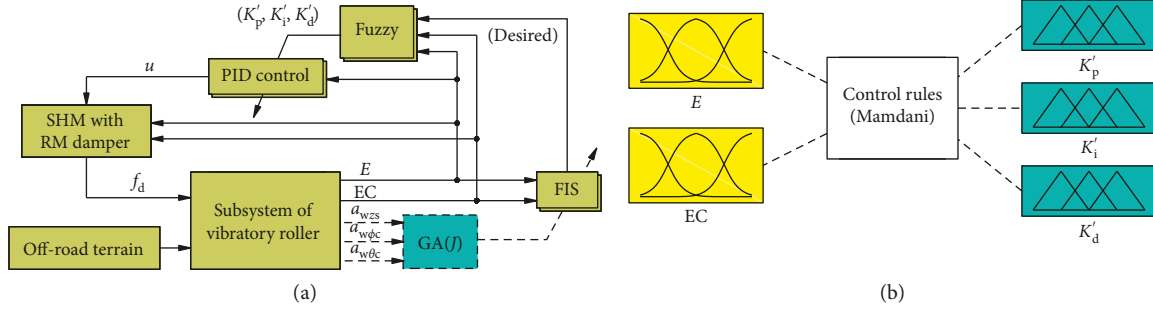 (K′p, K′i, K′d)
Fuzzy
(Desired)
u
PID control
SHM with
RM damper
E
EC
fd
FIS
Subsystem of
vibratory roller
awzs
awϕc
awθc
GA(J)
Off-road terrain
(a)
E
EC
Control rules
(Mamdani)
K′p
K′i
K′d
(b)